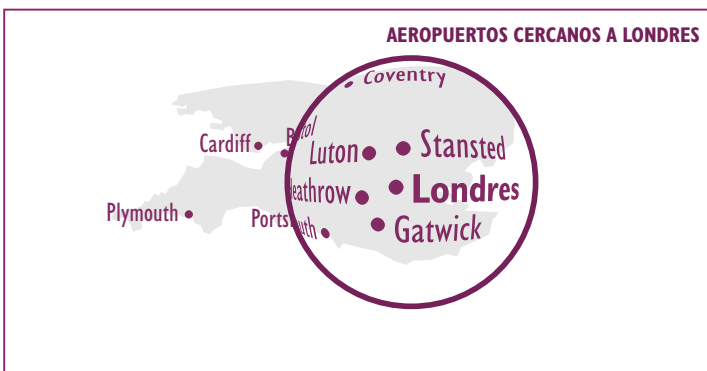 AEROPUERTOS CERCANOS A LONDRES
Coventry
Cardiff
Luton
Stansted
Londres
Plymouth
Gatwick